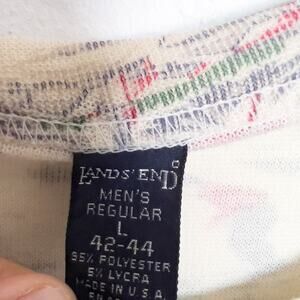 LANDS' END
MEN'S
REGULAR
L
42-44
95% POLYESTER
5% LYCRA
MADE IN U.S.A.